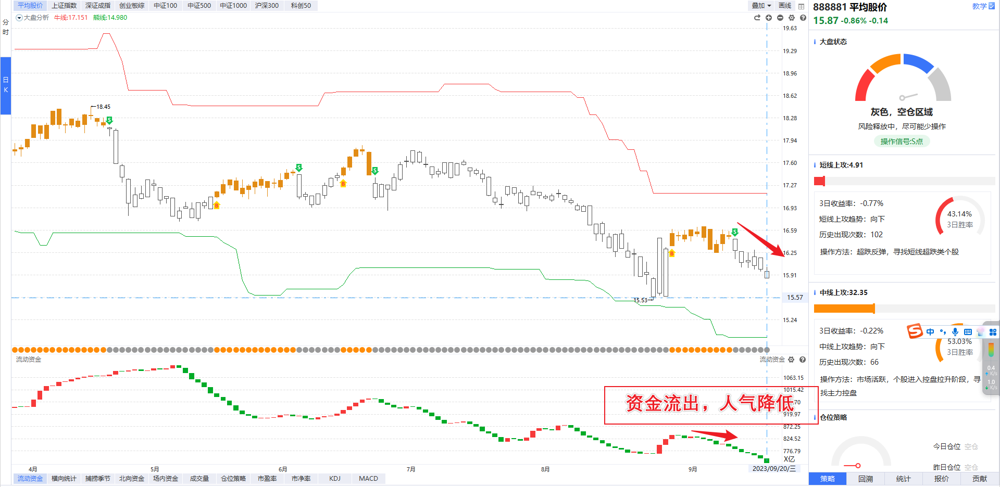 平均股价 上证指数 深证成指 创业板综 中证100 中证500 中证1000 沪深300 科创50
叠加 画线
分时
日K
大盘分析 牛线:17.151 熊线:14.980
19.63
19.29
18.96
18.62
18.28
17.94
17.60
17.27
16.93
16.59
16.25
15.91
15.57
15.24
18.45
S
B
S
B
S
B
S
15.53
流动资金
流动资金
1063.15
1015.42
70
919.97
872.25
824.52
776.79
X亿
资金流出，人气降低
4月 5月 6月 7月 8月 9月 2023/09/20/三
流动资金 横向统计 捕捞季节 北向资金 场内资金 成交量 仓位策略 市盈率 市净率 KDJ MACD
888881 平均股价 教学
15.87 -0.86% -0.14
大盘状态
灰色，空仓区域
风险释放中，尽可能少操作
操作信号:S点
短线上攻:4.91
3日收益率：-0.77%
短线上攻趋势：向下
历史出现次数：102
43.14%
3日胜率
操作方法：超跌反弹，寻找短线超跌类个股
中线上攻:32.35
3日收益率：-0.22%
中线上攻趋势：向下
历史出现次数：66
53.03%
3日胜率
操作方法：市场活跃，个股进入控盘拉升阶段，寻
找主力控盘
S 中
0.4
K/s
1.0
K/s
仓位策略
今日仓位 空仓
昨日仓位 空仓
策略 回溯 统计 报价 贡献